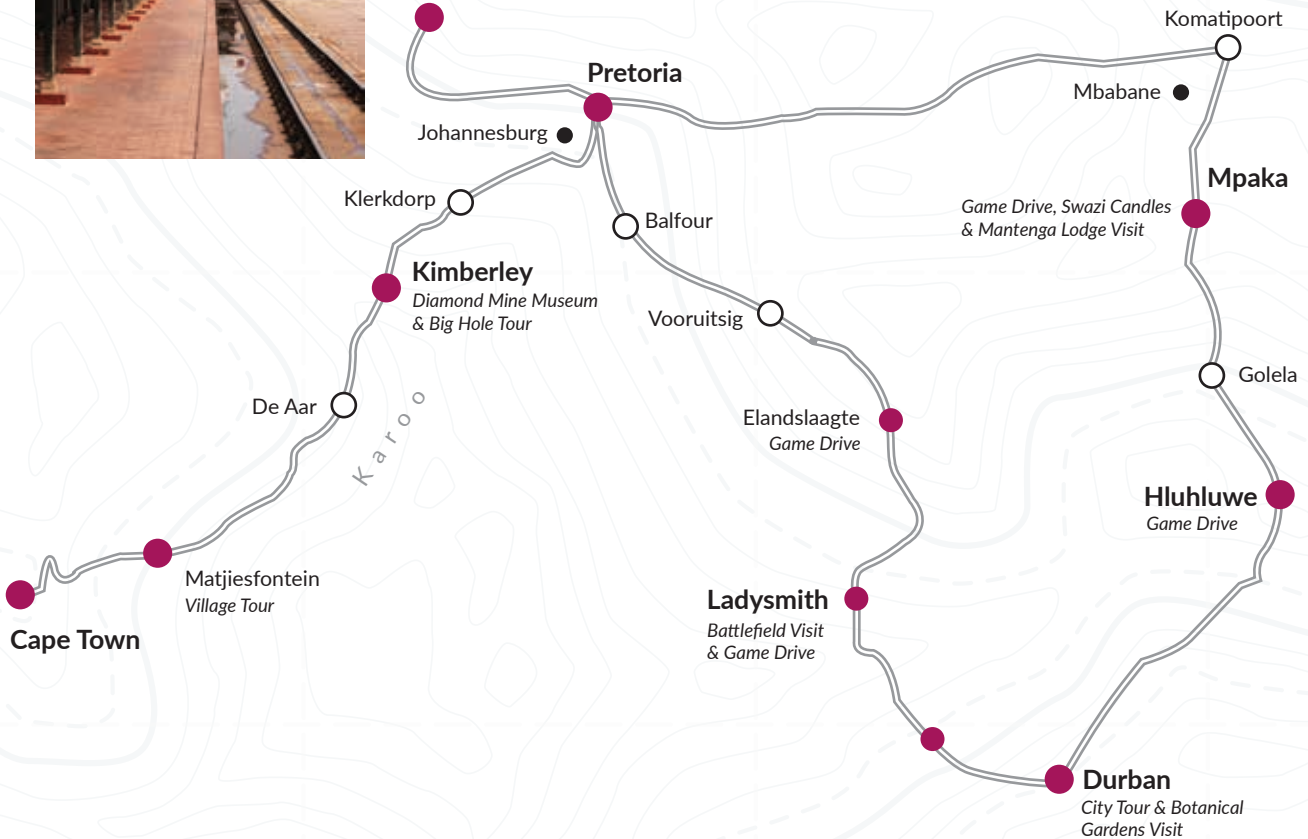 Komatipoort
Pretoria
Mbabane
Johannesburg
Mpaka
Klerkdorp
Game Drive, Swazi Candles
& Mantenga Lodge Visit
Balfour
Kimberley
Diamond Mine Museum
& Big Hole Tour
Vooruitsig
Golela
De Aar
Karoo
Elandslaagte
Game Drive
Hluhluwe
Game Drive
Matjiesfontein
Village Tour
Ladysmith
Battlefield Visit
& Game Drive
Cape Town
Durban
City Tour & Botanical
Gardens Visit